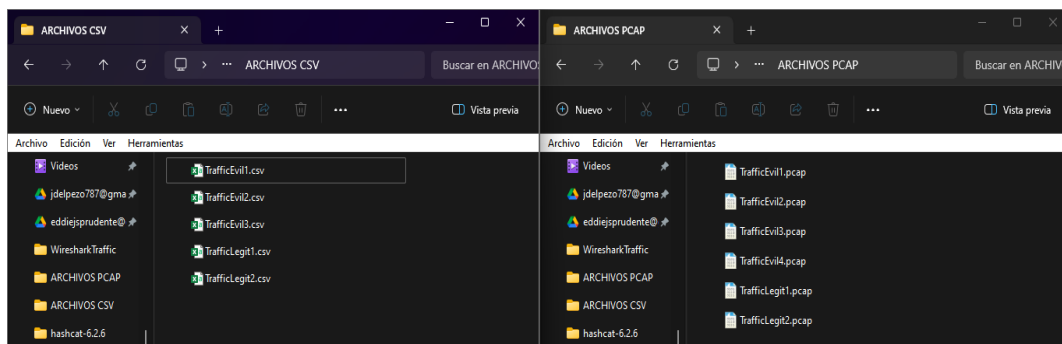 ARCHIVOS CSV
ARCHIVOS CSV
Buscar en ARCHIVO
Nuevo
Vista previa
Archivo Edición Ver Herramientas
Videos
jdelpezo787@gma
eddiejsprudente@
WiresharkTraffic
ARCHIVOS PCAP
ARCHIVOS CSV
hashcat-6.2.6
TrafficEvil1.csv
TrafficEvil2.csv
TrafficEvil3.csv
TrafficLegit1.csv
TrafficLegit2.csv
ARCHIVOS PCAP
ARCHIVOS PCAP
Buscar en ARCHIV
Nuevo
Vista previa
Archivo Edición Ver Herramientas
Videos
jdelpezo787@gma
eddiejsprudente@
WiresharkTraffic
ARCHIVOS PCAP
ARCHIVOS CSV
hashcat-6.2.6
TrafficEvil1.pcap
TrafficEvil2.pcap
TrafficEvil3.pcap
TrafficEvil4.pcap
TrafficLegit1.pcap
TrafficLegit2.pcap